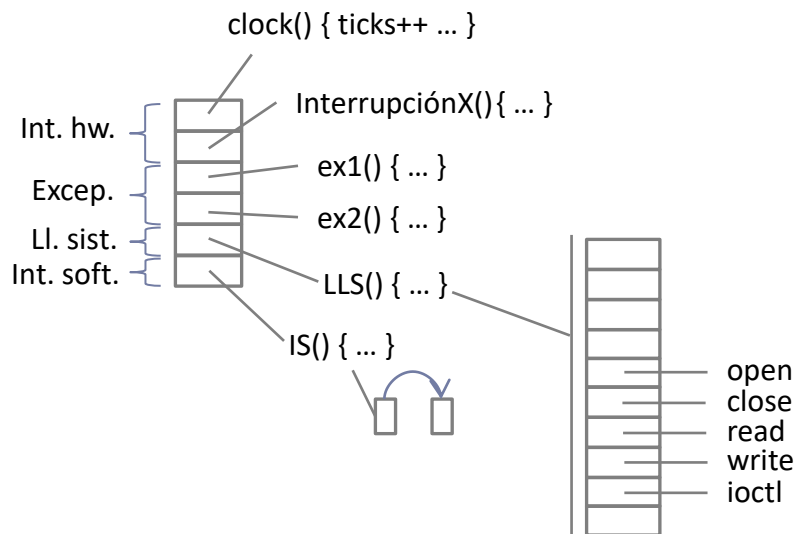 clock() { ticks++ … }
InterrupciónX() { … }
Int. hw.
ex1() { … }
Excep.
ex2() { … }
Ll. sist.
Int. soft.
LLS() { … }
IS() { … }
open
close
read
write
ioctl